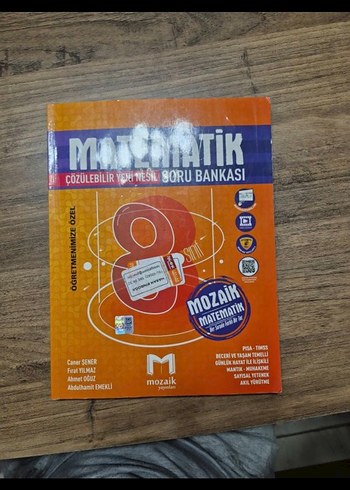 MATEMATİK
ÇÖZÜLEBİLİR YENİ NESİL SORU BANKASI
ÖĞRETMENİMİZE ÖZEL
8. sınıf
MOZAİK
MATEMATİK
Caner ŞENER
Fırat YILMAZ
Ahmet OĞUZ
Abdulhamit EMEKLİ
M
mozaik
yayınları
PISA - TIMSS
BECERİ VE YAŞAM TEMELLİ
GÜNLÜK HAYAT İLE İLİŞKİLİ
MANTIK - MUHAKEME
SAYISAL YETENEK
AKIL YÜRÜTME